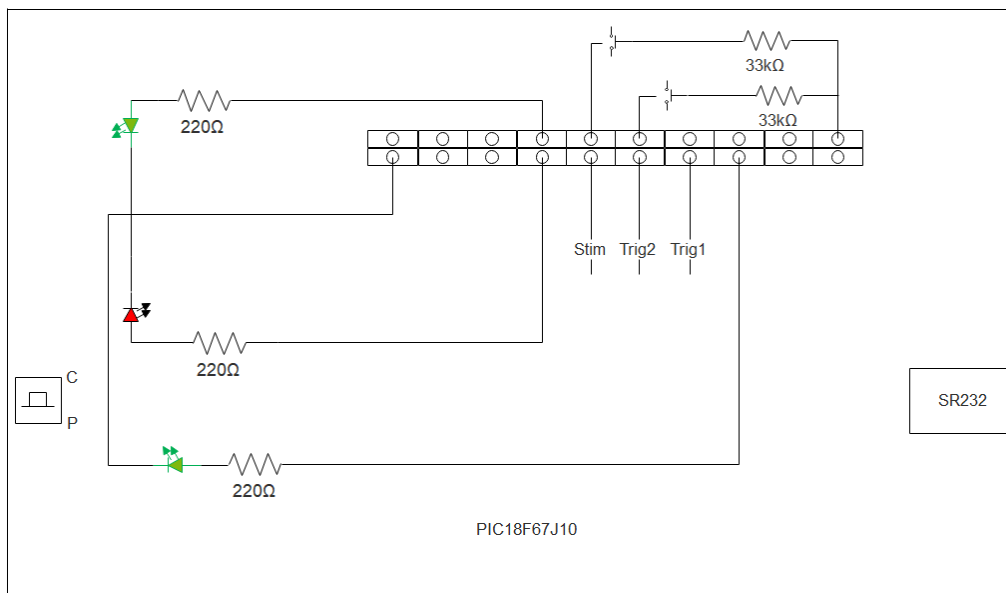 33kΩ
220Ω
33kΩ
Stim Trig2 Trig1
220Ω
C
P
SR232
220Ω
PIC18F67J10